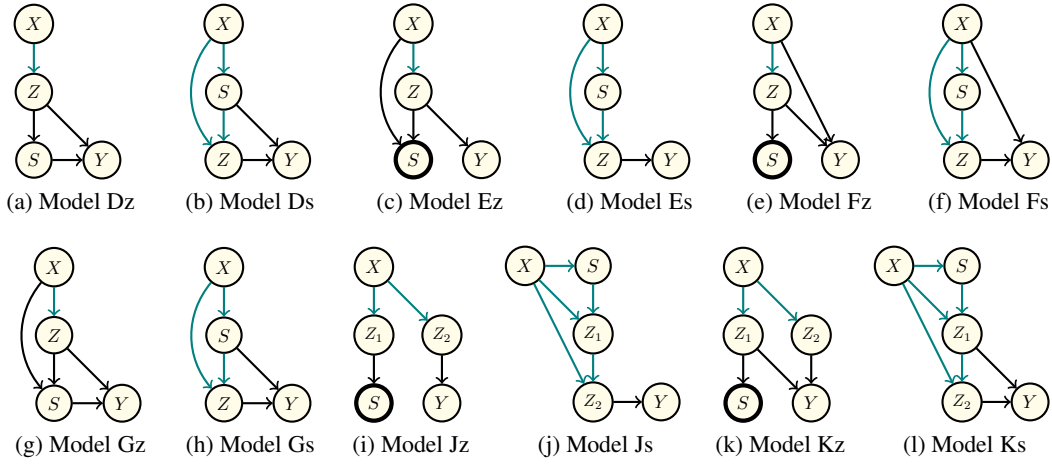 X X X X X X
Z S Z S Z S
S Y Z Y S Y Z Y S Y Z Y
(a) Model Dz (b) Model Ds (c) Model Ez (d) Model Es (e) Model Fz (f) Model Fs
X X X X S X X S
Z S Z₁ Z₂ Z₁ Z₁ Z₂ Z₁
S Y Z Y S Y Z₂ Y S Y Z₂ Y
(g) Model Gz (h) Model Gs (i) Model Jz (j) Model Js (k) Model Kz (l) Model Ks